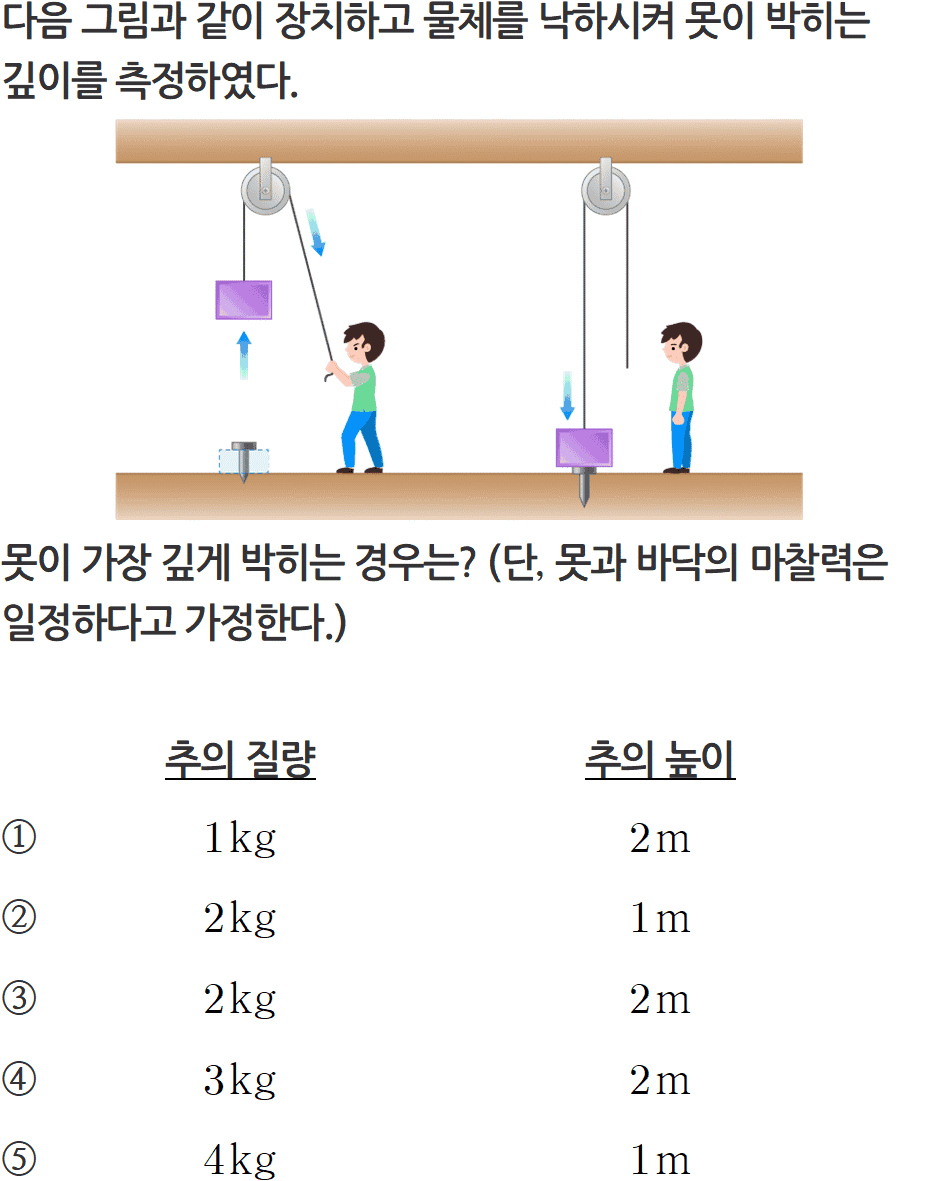 다음 그림과 같이 장치하고 물체를 낙하시켜 못이 박히는
깊이를 측정하였다.
못이 가장 깊게 박히는 경우는? (단, 못과 바닥의 마찰력은
일정하다고 가정한다.)
추의 질량 추의 높이
① 1kg 2m
② 2kg 1m
③ 2kg 2m
④ 3kg 2m
⑤ 4kg 1m